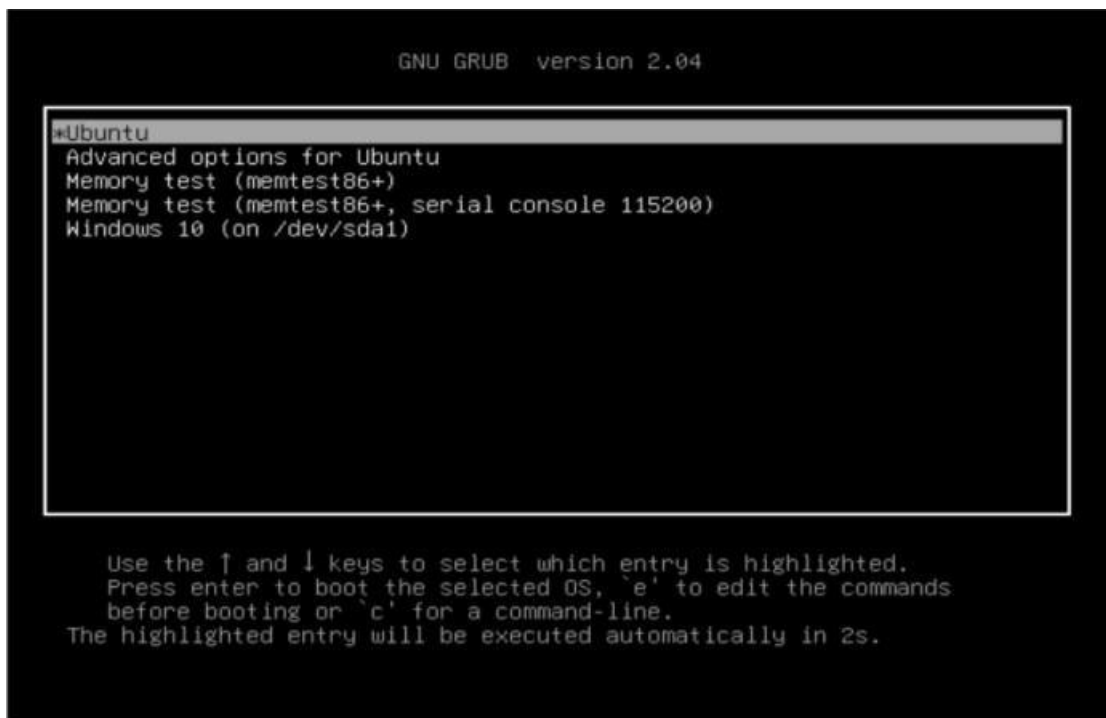 GNU GRUB version 2.04
*Ubuntu
Advanced options for Ubuntu
Memory test (memtest86+)
Memory test (memtest86+, serial console 115200)
Windows 10 (on /dev/sda1)
Use the ↑ and ↓ keys to select which entry is highlighted.
Press enter to boot the selected OS, `e' to edit the commands
before booting or `c' for a command-line.
The highlighted entry will be executed automatically in 2s.